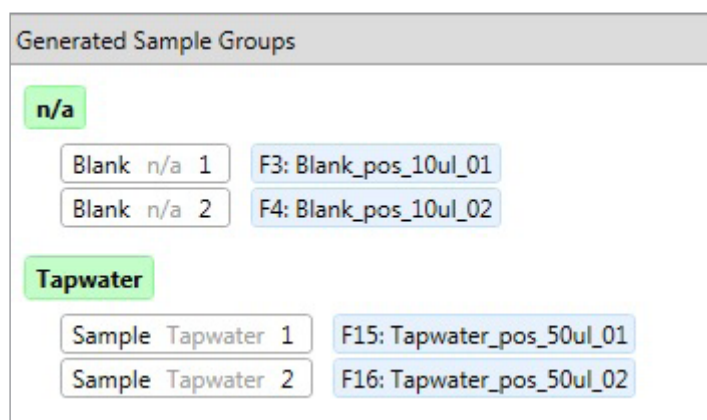 Generated Sample Groups
n/a
Blank n/a 1 F3: Blank_pos_10ul_01
Blank n/a 2 F4: Blank_pos_10ul_02
Tapwater
Sample Tapwater 1 F15: Tapwater_pos_50ul_01
Sample Tapwater 2 F16: Tapwater_pos_50ul_02